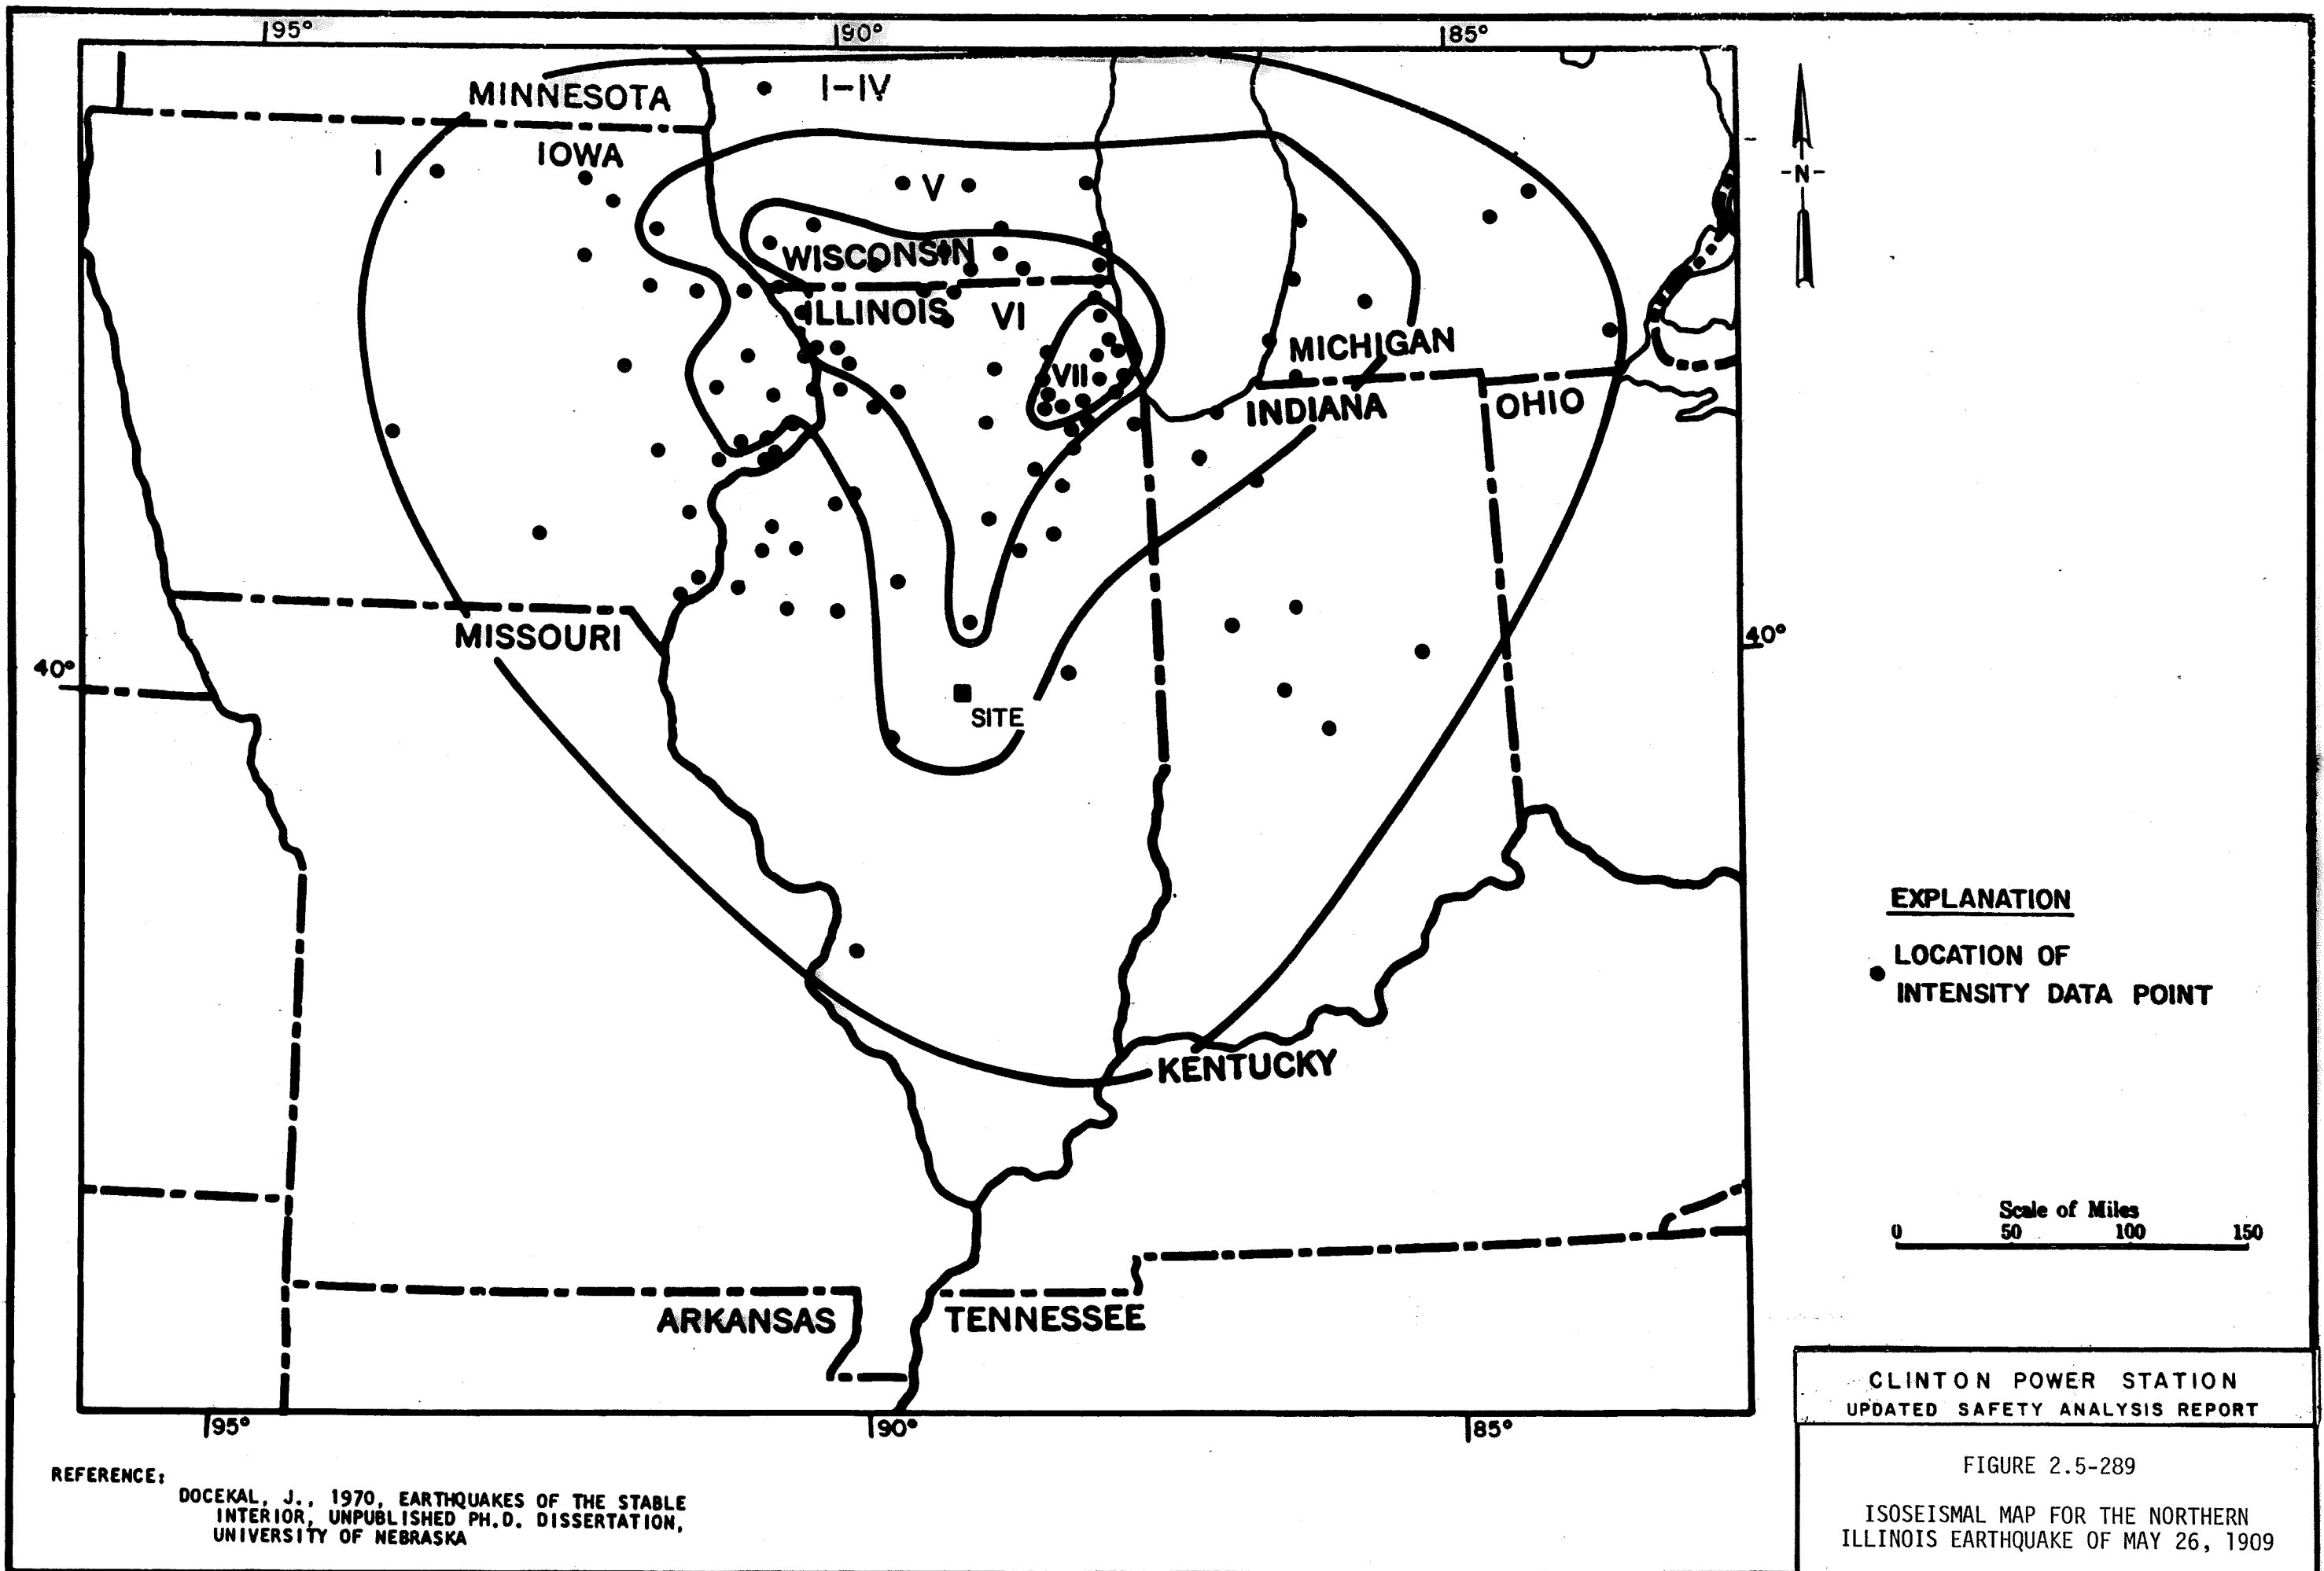 95°
90°
85°
MINNESOTA
I-IV
I
IOWA
V
-N-
WISCONSIN
ILLINOIS
VI
MICHIGAN
VII
INDIANA
OHIO
MISSOURI
40°
40°
SITE
EXPLANATION
LOCATION OF
INTENSITY DATA POINT
KENTUCKY
Scale of Miles
0 50 100 150
ARKANSAS
TENNESSEE
95°
90°
85°
CLINTON POWER STATION
UPDATED SAFETY ANALYSIS REPORT
FIGURE 2.5-289
ISOSEISMAL MAP FOR THE NORTHERN
ILLINOIS EARTHQUAKE OF MAY 26, 1909
REFERENCE:
DOCEKAL, J., 1970, EARTHQUAKES OF THE STABLE
INTERIOR, UNPUBLISHED PH.D. DISSERTATION,
UNIVERSITY OF NEBRASKA